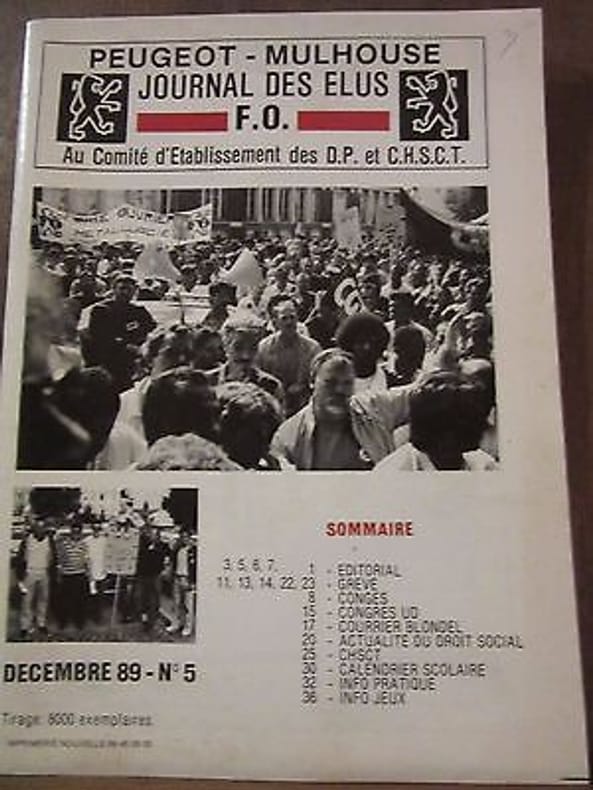 PEUGEOT - MULHOUSE
JOURNAL DES ELUS
F.O.
Au Comité d'Etablissement des D.P. et C.H.S.C.T.
SOMMAIRE
1 - EDITORIAL
3, 5, 6, 7,
11, 13, 14, 22, 23 - GREVE
8 - CONGES
15 - CONGRES UD
17 - COURRIER BLONDEL
20 - ACTUALITE DU DROIT SOCIAL
25 - CHSCT
30 - CALENDRIER SCOLAIRE
32 - INFO PRATIQUE
36 - INFO JEUX
DECEMBRE 89 - N° 5
Tirage: 8000 exemplaires